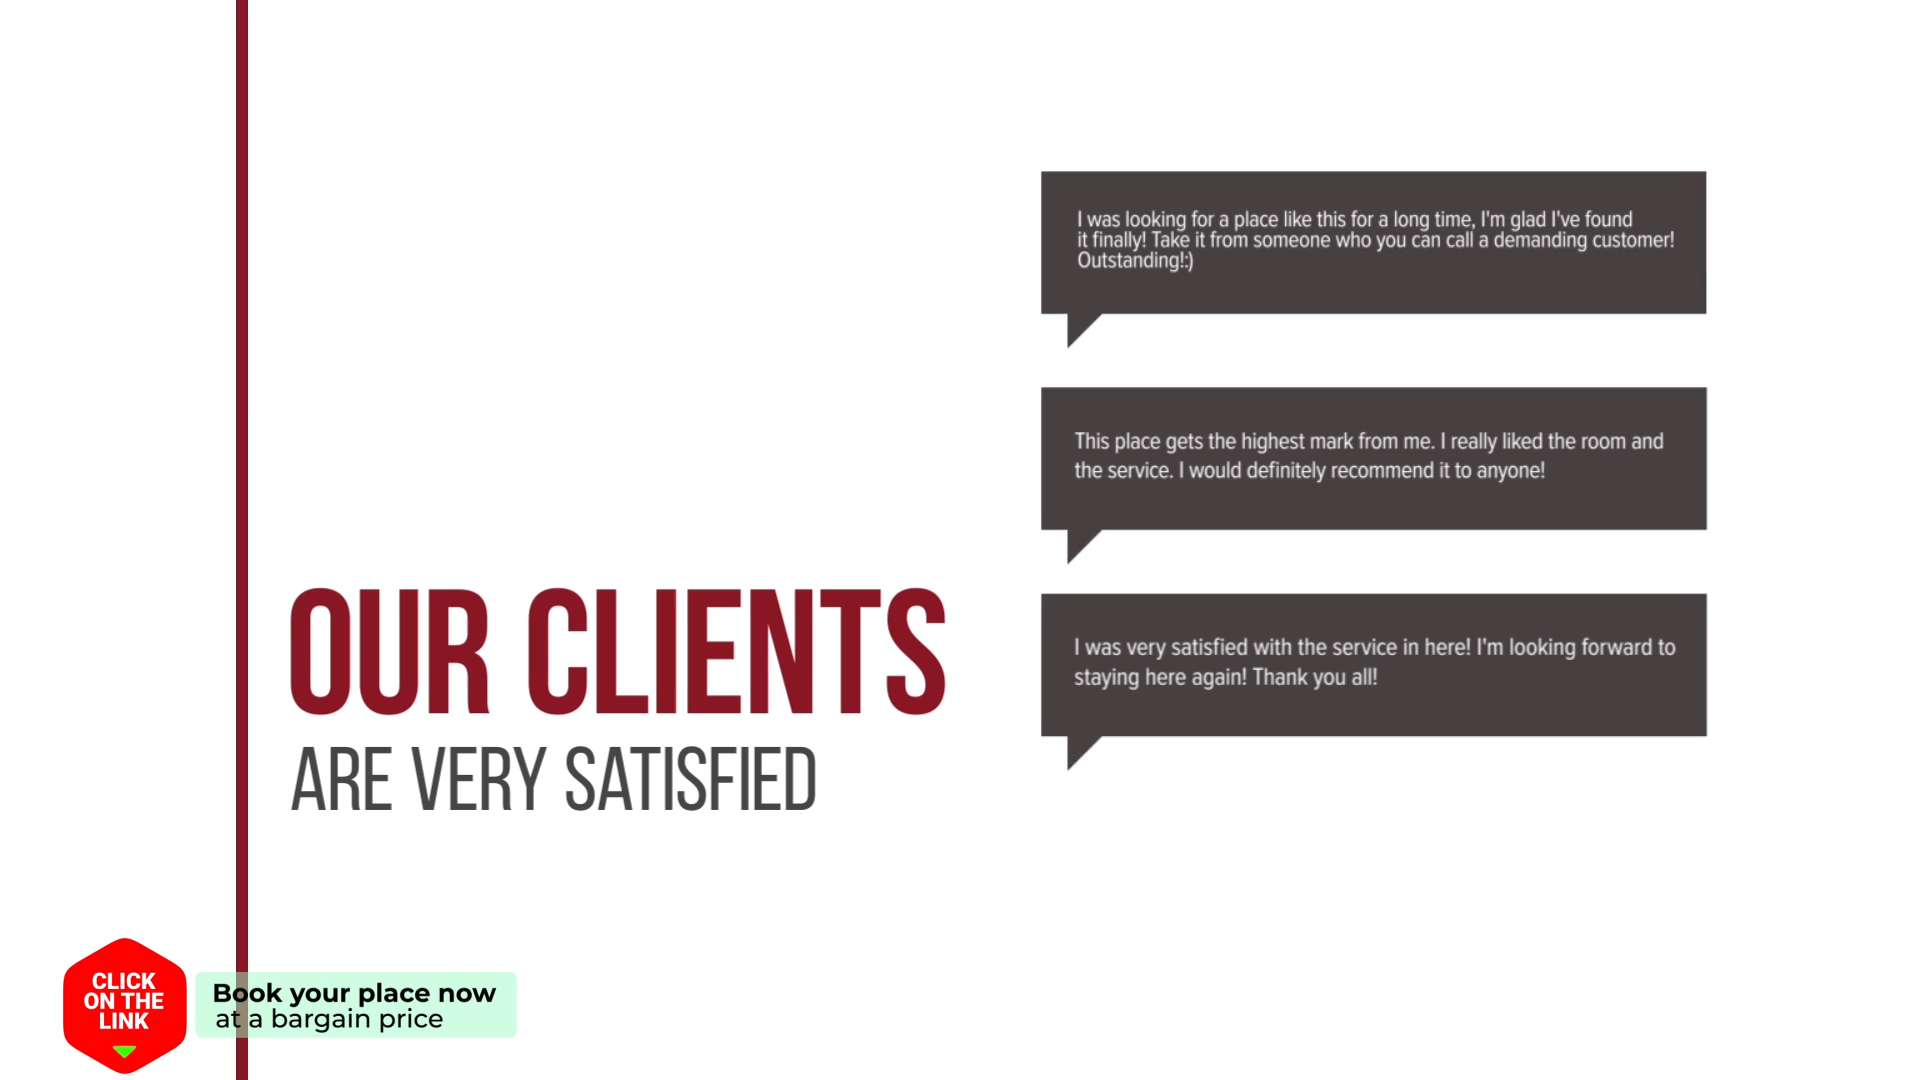 I was looking for a place like this for a long time, I'm glad I've found
it finally! Take it from someone who you can call a demanding customer!
Outstanding!:)
This place gets the highest mark from me. I really liked the room and
the service. I would definitely recommend it to anyone!
I was very satisfied with the service in here! I'm looking forward to
staying here again! Thank you all!
OUR CLIENTS
ARE VERY SATISFIED
CLICK
ON THE
LINK
Book your place now
at a bargain price